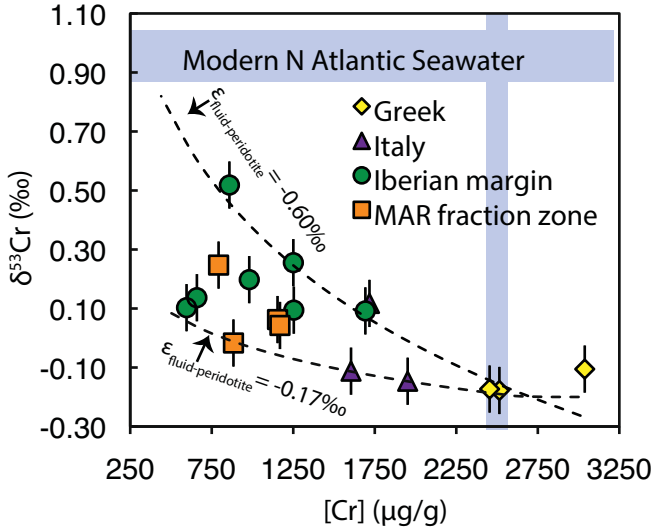 1.10
0.90
0.70
0.50
0.30
0.10
-0.10
-0.30
δ⁵³Cr (‰)
Modern N Atlantic Seawater
Greek
Italy
Iberian margin
MAR fraction zone
ε fluid-peridotite = -0.60‰
ε fluid-peridotite = -0.17‰
250 750 1250 1750 2250 2750 3250
[Cr] (µg/g)